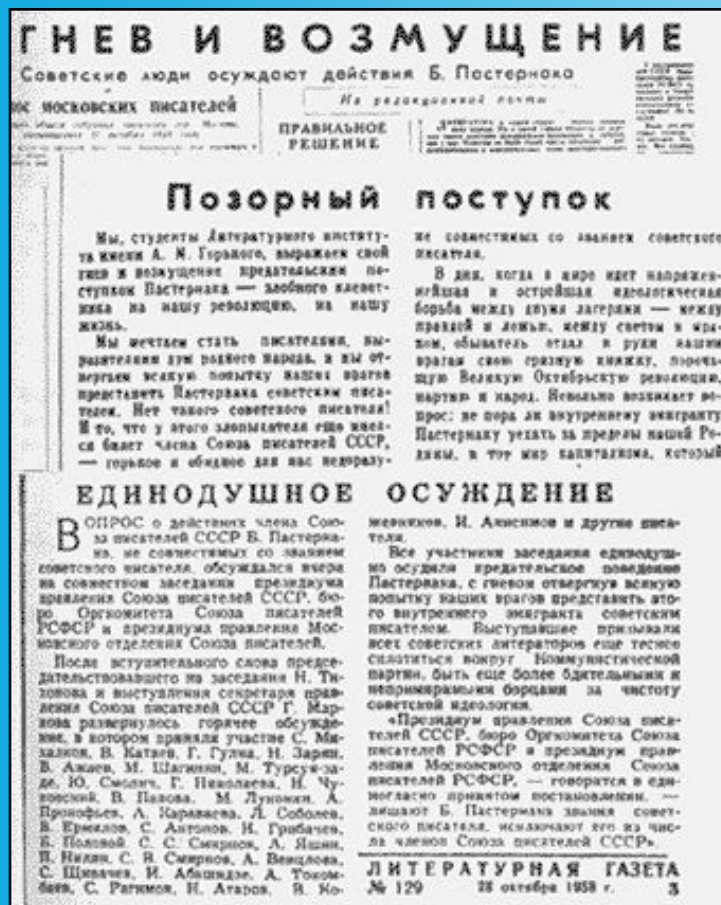 ГНЕВ И ВОЗМУЩЕНИЕ
Советские люди осуждают действия Б. Пастернака
ос московских писателей
Из редакционной почты
ПРАВИЛЬНОЕ
РЕШЕНИЕ
Позорный поступок
Мы, студенты Литературного институ-
та имени А. М. Горького, выражаем свой
гнев и возмущение предательским по-
ступком Пастернака — злобного клевет-
ника на нашу революцию, на нашу
жизнь.
Мы мечтаем стать писателями, вы-
разителями дум родного народа, и мы от-
вергаем всякую попытку наших врагов
представить Пастернака советским писа-
телем. Нет такого советского писателя!
И то, что у этого злопыхателя еще имел-
ся билет члена Союза писателей СССР,
— горькое и обидное для нас недоразу-
не совместимых со званием советского
писателя.
В дни, когда в мире идет напряжен-
нейшая и острейшая идеологическая
борьба между двумя лагерями — между
правдой и ложью, между светом и мра-
ком, обыватель отдал в руки нашим
врагам свою грязную книжку, пороча-
щую Великую Октябрьскую революцию,
партию и народ. Невольно возникает во-
прос: не пора ли внутреннему эмигранту
Пастернаку уехать за пределы нашей Ро-
дины, в тот мир капитализма, который
ЕДИНОДУШНОЕ ОСУЖДЕНИЕ
ВОПРОС о действиях члена Сою-
за писателей СССР Б. Пастерна-
ка, не совместимых со званием
советского писателя, обсуждался вчера
на совместном заседании президиума
правления Союза писателей СССР, бю-
ро Оргкомитета Союза писателей
РСФСР и президиума правления Мос-
ковского отделения Союза писателей.
После вступительного слова предсе-
дательствовавшего на заседании Н. Ти-
хонова и выступления секретаря прав-
ления Союза писателей СССР Г. Мар-
кова развернулось горячее обсужде-
ние, в котором приняли участие С. Ми-
халков, В. Катаев, Г. Гулиа, Н. Зарян,
В. Ажаев, М. Шагинян, М. Турсун-за-
де, Ю. Смолич, Г. Николаева, Н. Чу-
ковский, В. Панова, М. Луконин, А.
Прокофьев, А. Караваева, Л. Соболев,
В. Ермилов, С. Антонов, Н. Грибачев,
Б. Полевой, С. С. Смирнов, А. Яшин,
П. Нилин, С. В. Смирнов, А. Венцлова,
С. Щипачев, И. Абашидзе, А. Током-
баев, С. Рагимов, Н. Атаров, В. Ко-
жевников, И. Анисимов и другие писа-
тели.
Все участники заседания единодуш-
но осудили предательское поведение
Пастернака, с гневом отвергнув всякую
попытку наших врагов представить это-
го внутреннего эмигранта советским
писателем. Выступавшие призывали
всех советских литераторов еще теснее
сплотиться вокруг Коммунистической
партии, быть еще более бдительными и
непримиримыми борцами за чистоту
советской идеологии.
«Президиум правления Союза писа-
телей СССР, бюро Оргкомитета Союза
писателей РСФСР и президиум прав-
ления Московского отделения Союза
писателей РСФСР, — говорится в еди-
ногласно принятом постановлении, —
лишают Б. Пастернака звания совет-
ского писателя, исключают его из чис-
ла членов Союза писателей СССР».
ЛИТЕРАТУРНАЯ ГАЗЕТА
№ 129 28 октября 1958 г. 3